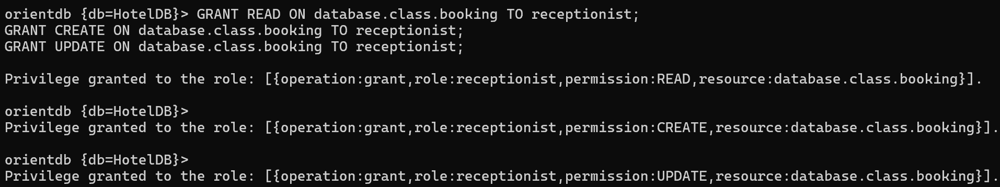 orientdb {db=HotelDB}> GRANT READ ON database.class.booking TO receptionist;
GRANT CREATE ON database.class.booking TO receptionist;
GRANT UPDATE ON database.class.booking TO receptionist;
Privilege granted to the role: [{operation:grant,role:receptionist,permission:READ,resource:database.class.booking}].
orientdb {db=HotelDB}>
Privilege granted to the role: [{operation:grant,role:receptionist,permission:CREATE,resource:database.class.booking}].
orientdb {db=HotelDB}>
Privilege granted to the role: [{operation:grant,role:receptionist,permission:UPDATE,resource:database.class.booking}].